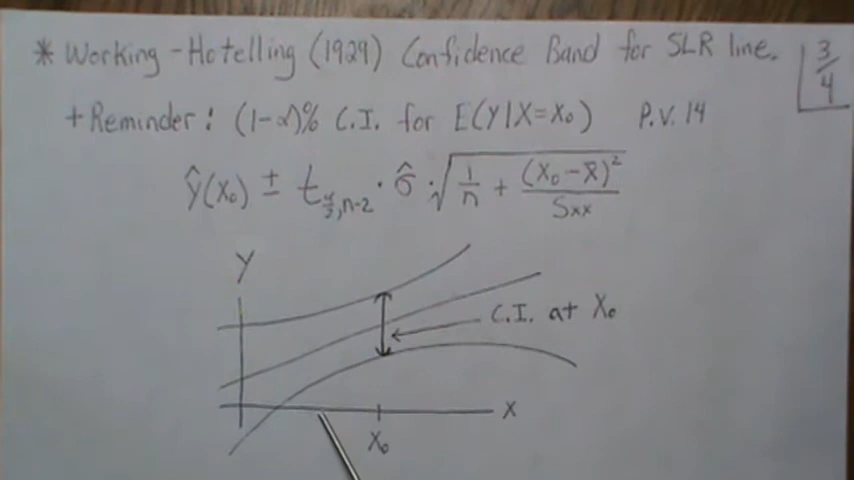 * Working-Hotelling (1929) Confidence Band for SLR line.
3/4
+Reminder: (1-α)% C.I. for E(Y|X=X₀) P.V. 14
Ŷ(X₀) ± t_{α/2, n-2} · σ̂ · √(1/n + (X₀-X̄)²/Sxx)
Y
C.I. at X₀
X
X₀